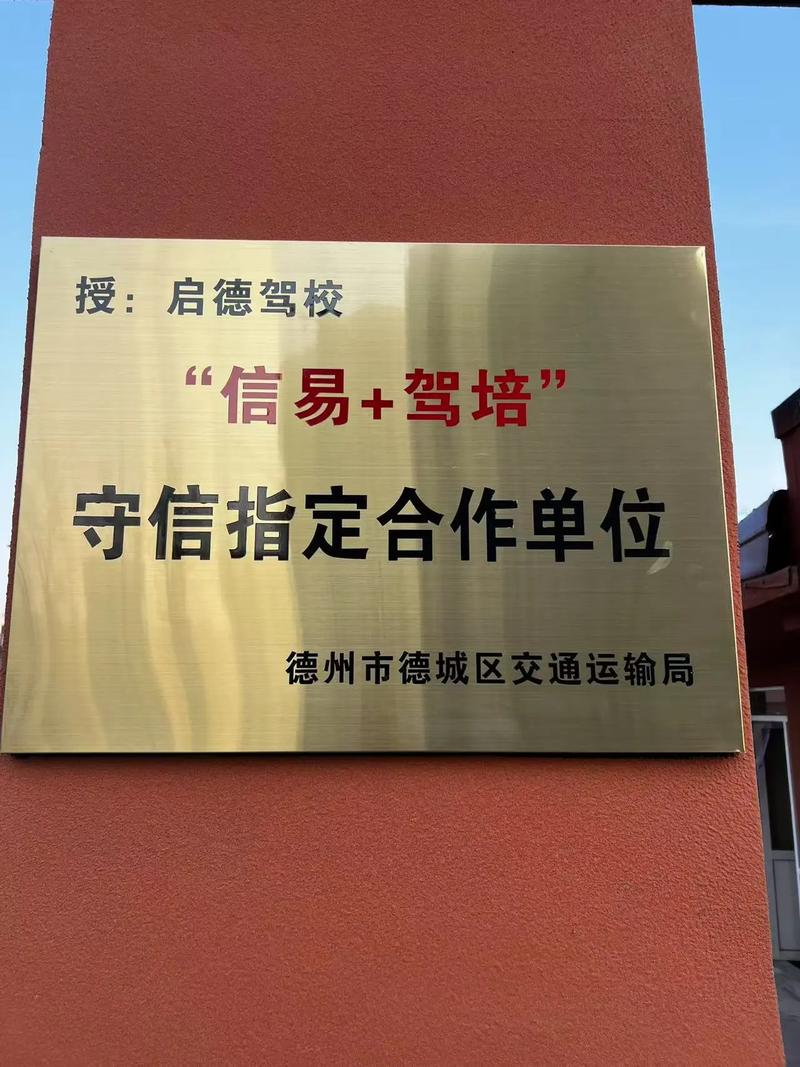 授：启德驾校
“信易+驾培”
守信指定合作单位
德州市德城区交通运输局